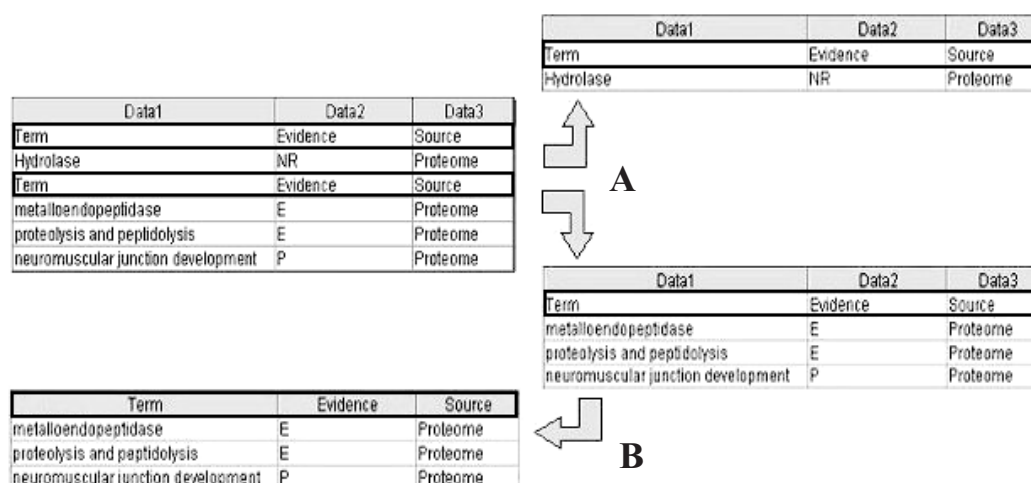 Data1 Data2 Data3
Term Evidence Source
Hydrolase NR Proteome
Data1 Data2 Data3
Term Evidence Source
Hydrolase NR Proteome
Term Evidence Source
metalloendopeptidase E Proteome
proteolysis and peptidolysis E Proteome
neuromuscular junction development P Proteome
A
Data1 Data2 Data3
Term Evidence Source
metalloendopeptidase E Proteome
proteolysis and peptidolysis E Proteome
neuromuscular junction development P Proteome
B
Term Evidence Source
metalloendopeptidase E Proteome
proteolysis and peptidolysis E Proteome
neuromuscular junction development P Proteome